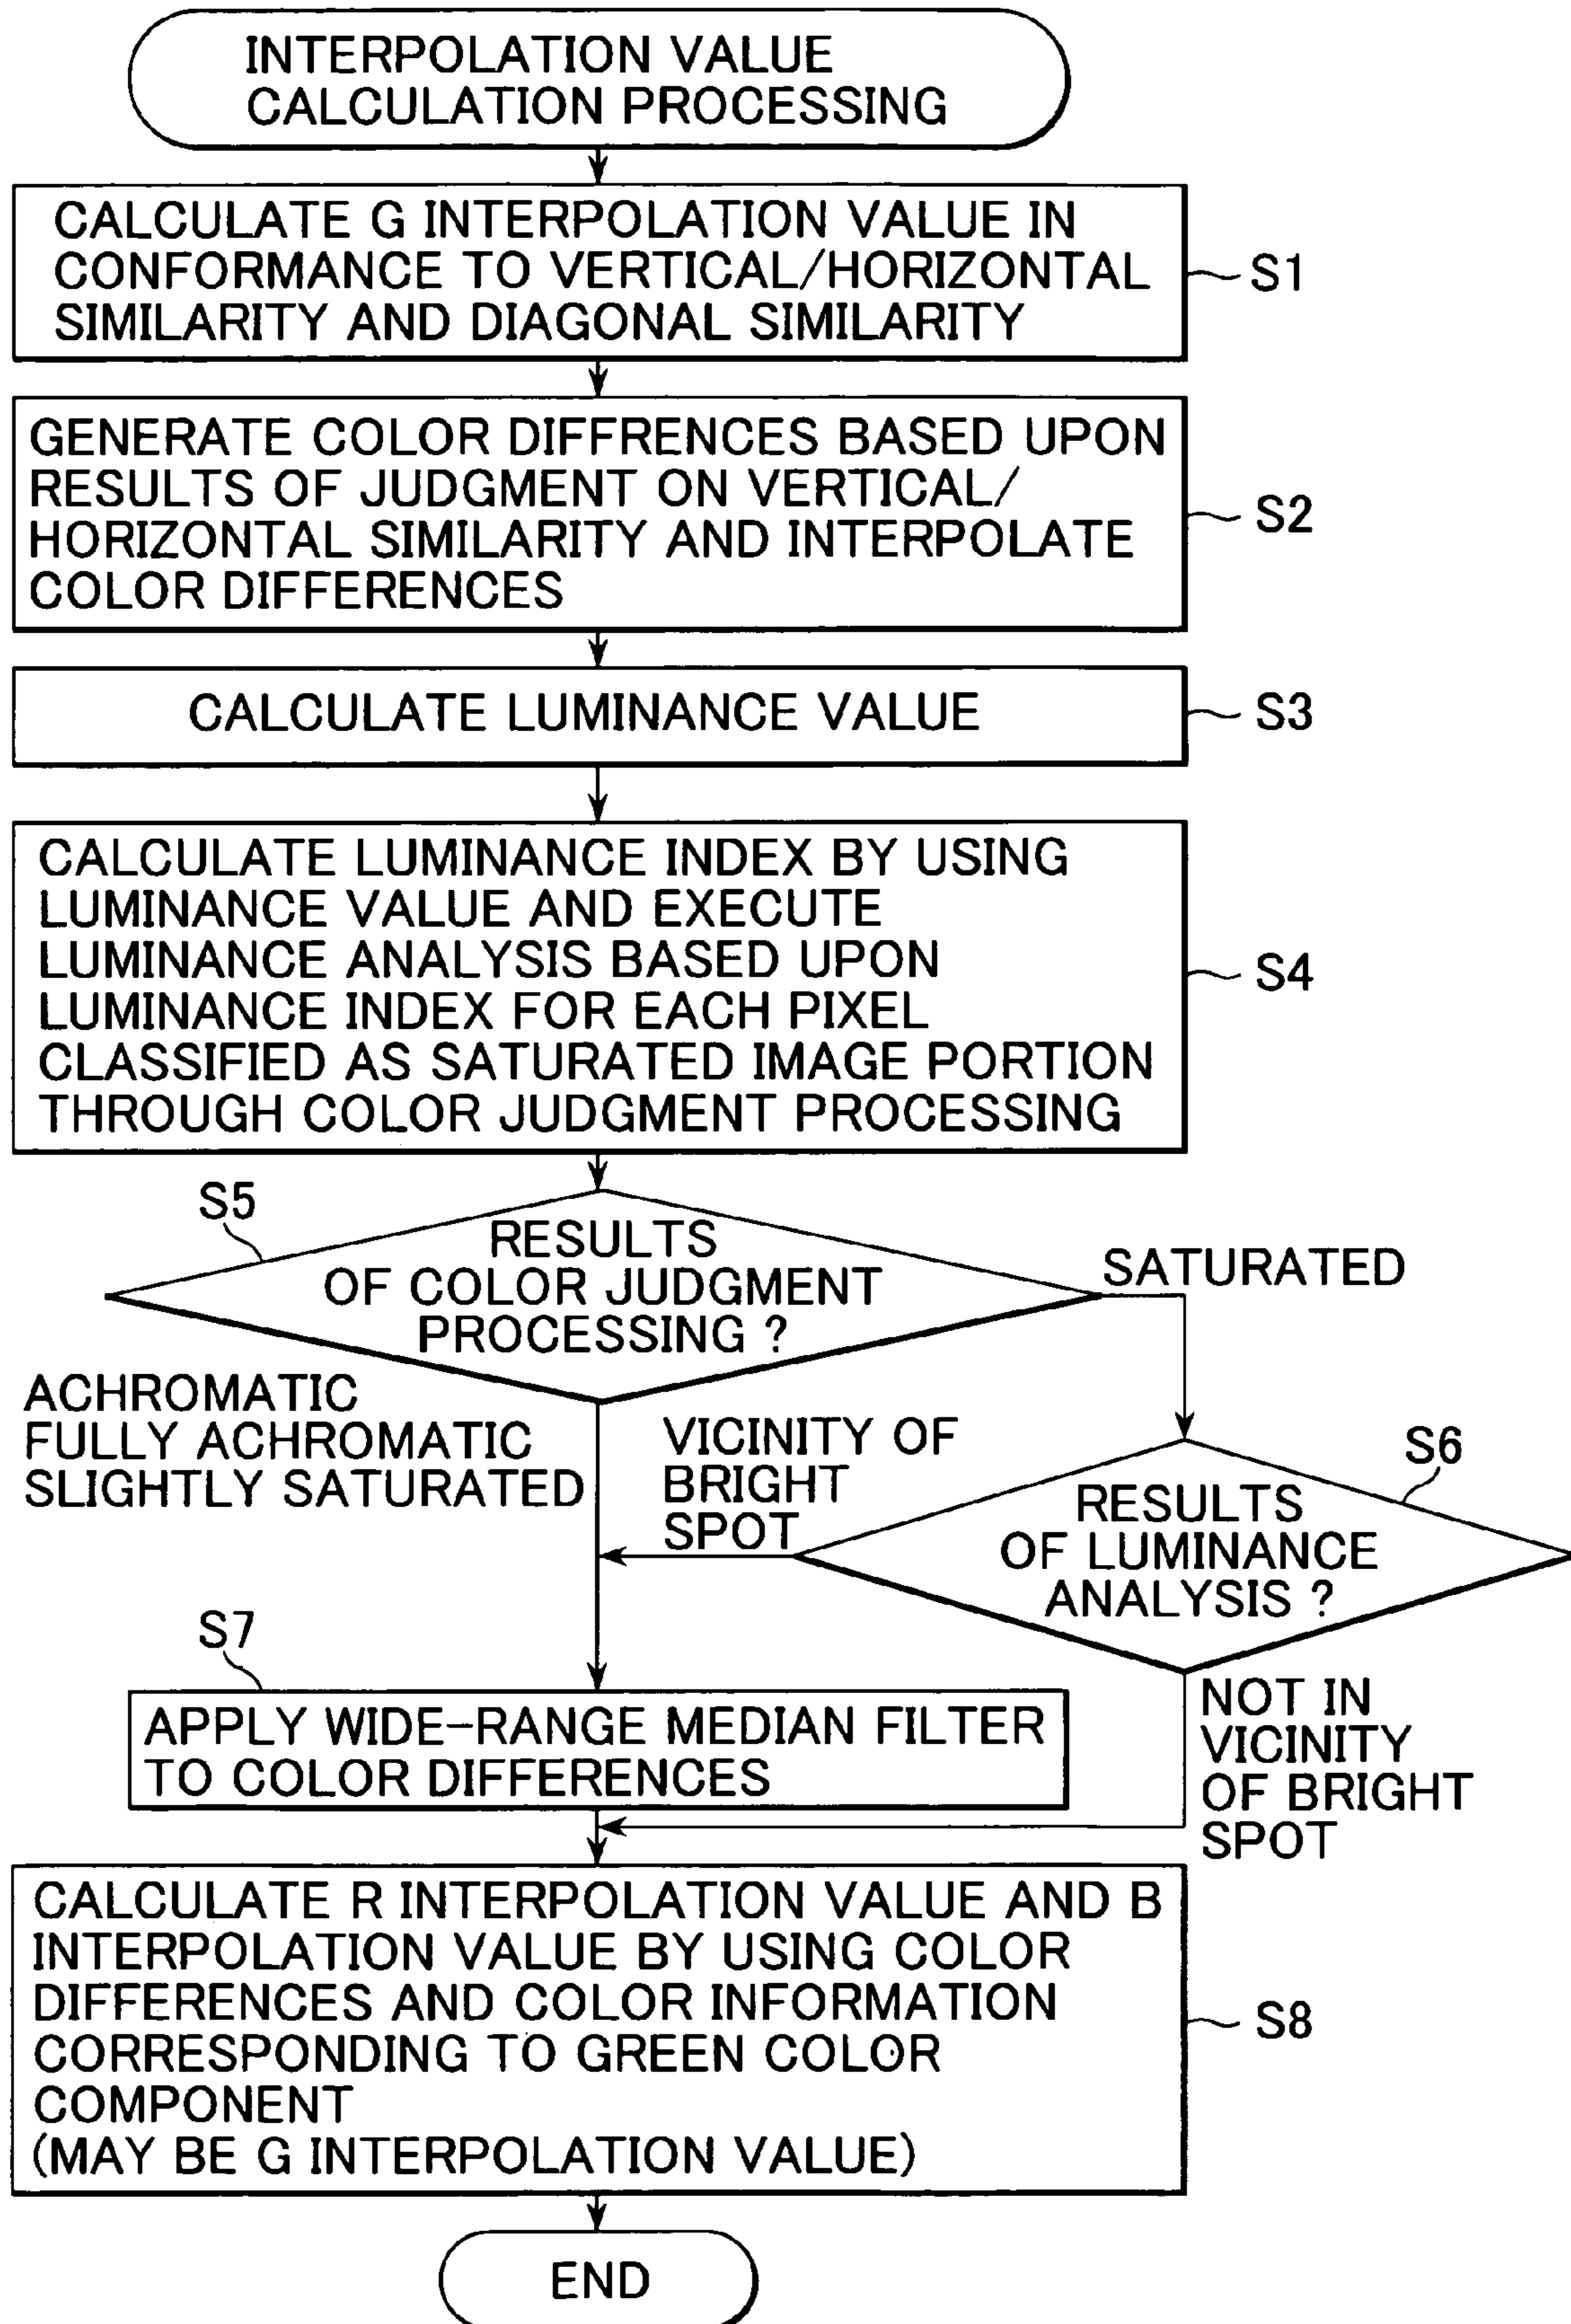 INTERPOLATION VALUE
CALCULATION PROCESSING
CALCULATE G INTERPOLATION VALUE IN
CONFORMANCE TO VERTICAL/HORIZONTAL
SIMILARITY AND DIAGONAL SIMILARITY
S1
GENERATE COLOR DIFFRENCES BASED UPON
RESULTS OF JUDGMENT ON VERTICAL/
HORIZONTAL SIMILARITY AND INTERPOLATE
COLOR DIFFERENCES
S2
CALCULATE LUMINANCE VALUE
S3
CALCULATE LUMINANCE INDEX BY USING
LUMINANCE VALUE AND EXECUTE
LUMINANCE ANALYSIS BASED UPON
LUMINANCE INDEX FOR EACH PIXEL
CLASSIFIED AS SATURATED IMAGE PORTION
THROUGH COLOR JUDGMENT PROCESSING
S4
S5
RESULTS
OF COLOR JUDGMENT
PROCESSING ?
SATURATED
ACHROMATIC
FULLY ACHROMATIC
SLIGHTLY SATURATED
VICINITY OF
BRIGHT
SPOT
S6
RESULTS
OF LUMINANCE
ANALYSIS ?
S7
APPLY WIDE-RANGE MEDIAN FILTER
TO COLOR DIFFERENCES
NOT IN
VICINITY
OF BRIGHT
SPOT
CALCULATE R INTERPOLATION VALUE AND B
INTERPOLATION VALUE BY USING COLOR
DIFFERENCES AND COLOR INFORMATION
CORRESPONDING TO GREEN COLOR
COMPONENT
(MAY BE G INTERPOLATION VALUE)
S8
END